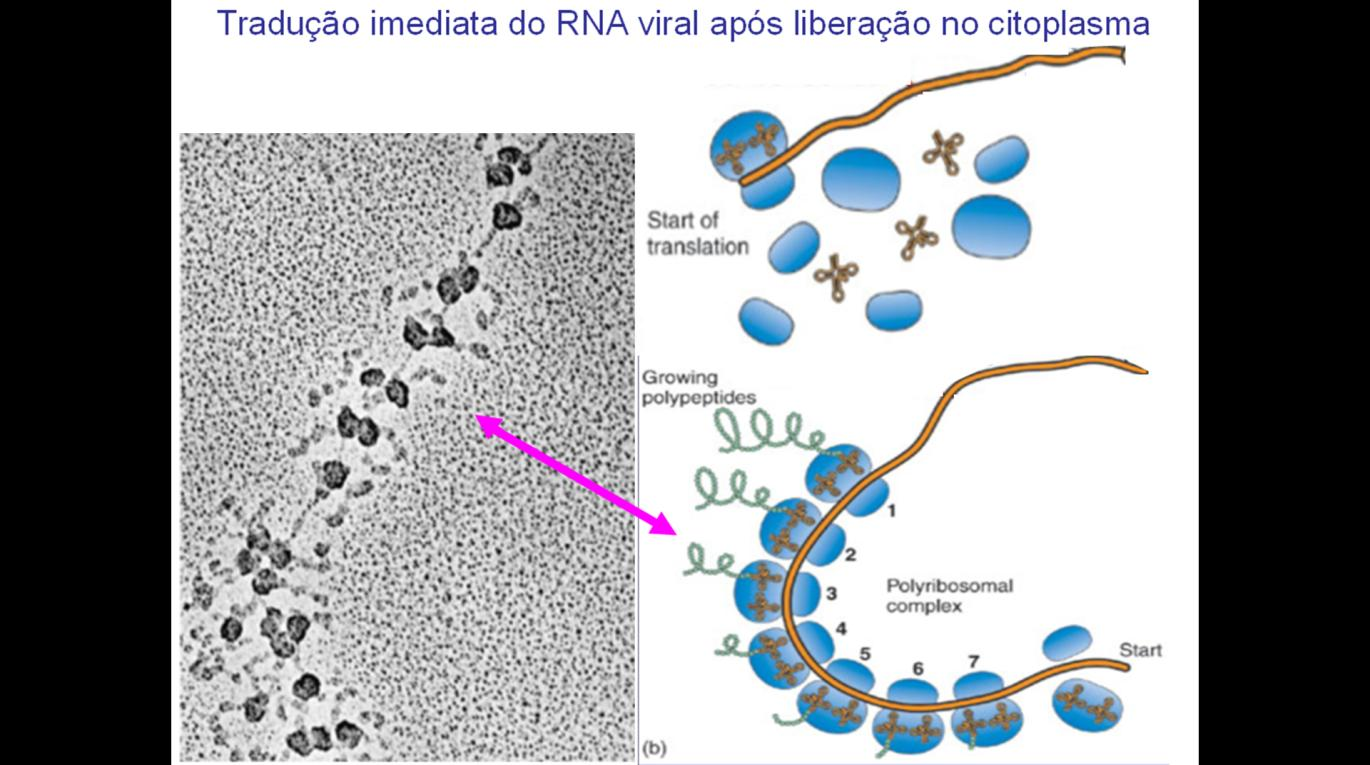 Tradução imediata do RNA viral após liberação no citoplasma
Start of
translation
Growing
polypeptides
1
2
3
4
5
6
7
Polyribosomal
complex
Start
(b)